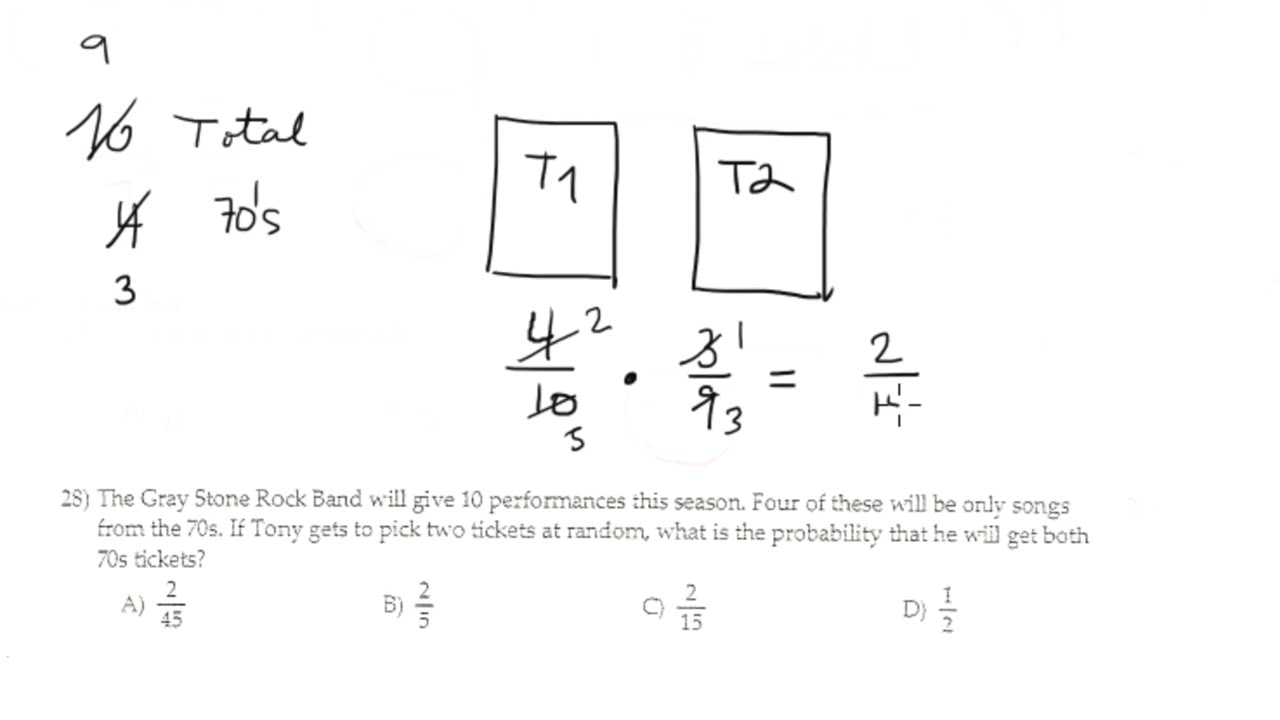 9
10 Total
4 70's
3
T1 T2
4 2 3 1 2
10 • 9 3 =
5
28) The Gray Stone Rock Band will give 10 performances this season. Four of these will be only songs
from the 70s. If Tony gets to pick two tickets at random, what is the probability that he will get both
70s tickets?
A) 2/45 B) 2/5 C) 2/15 D) 1/2